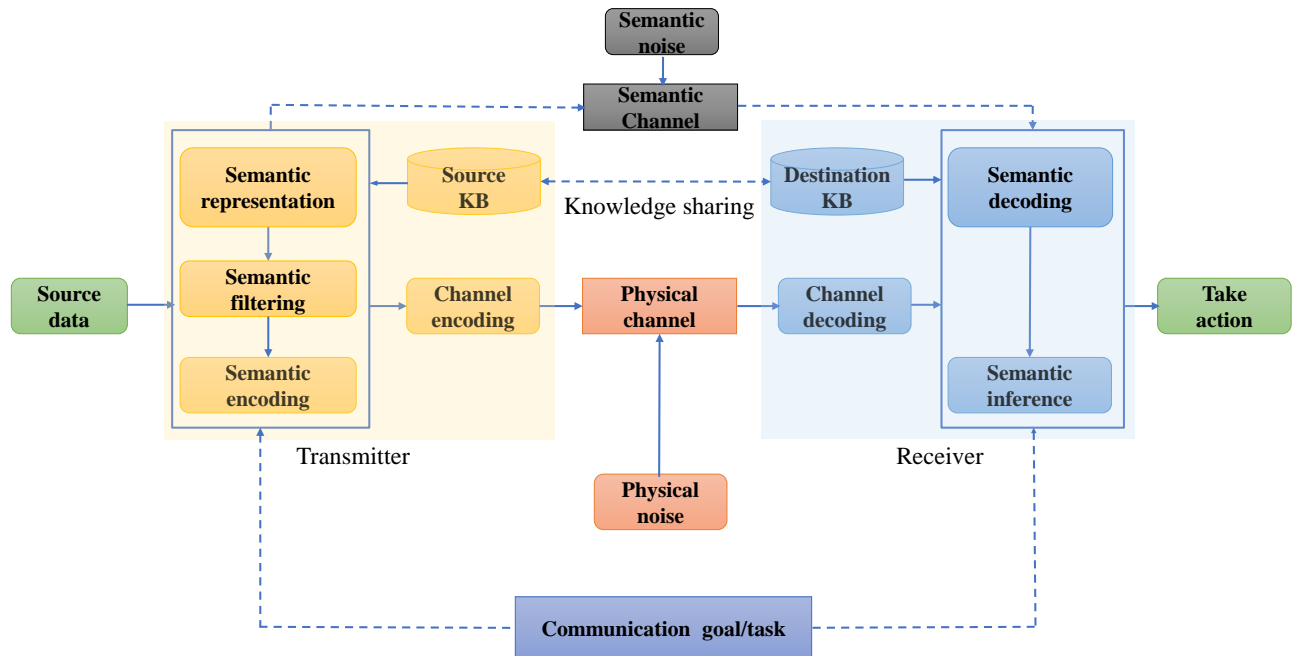 Semantic
noise
Semantic
Channel
Semantic
representation
Source
KB
Knowledge sharing
Destination
KB
Semantic
decoding
Source
data
Semantic
filtering
Channel
encoding
Physical
channel
Channel
decoding
Take
action
Semantic
encoding
Semantic
inference
Transmitter
Receiver
Physical
noise
Communication goal/task